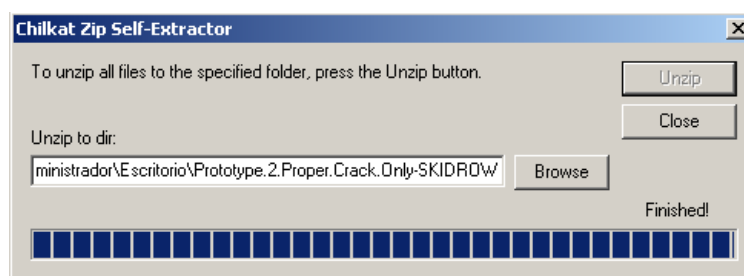 Chilkat Zip Self-Extractor
To unzip all files to the specified folder, press the Unzip button.
Unzip
Close
Unzip to dir:
ministrador\Escritorio\Prototype.2.Proper.Crack.Only-SKIDROW
Browse
Finished!